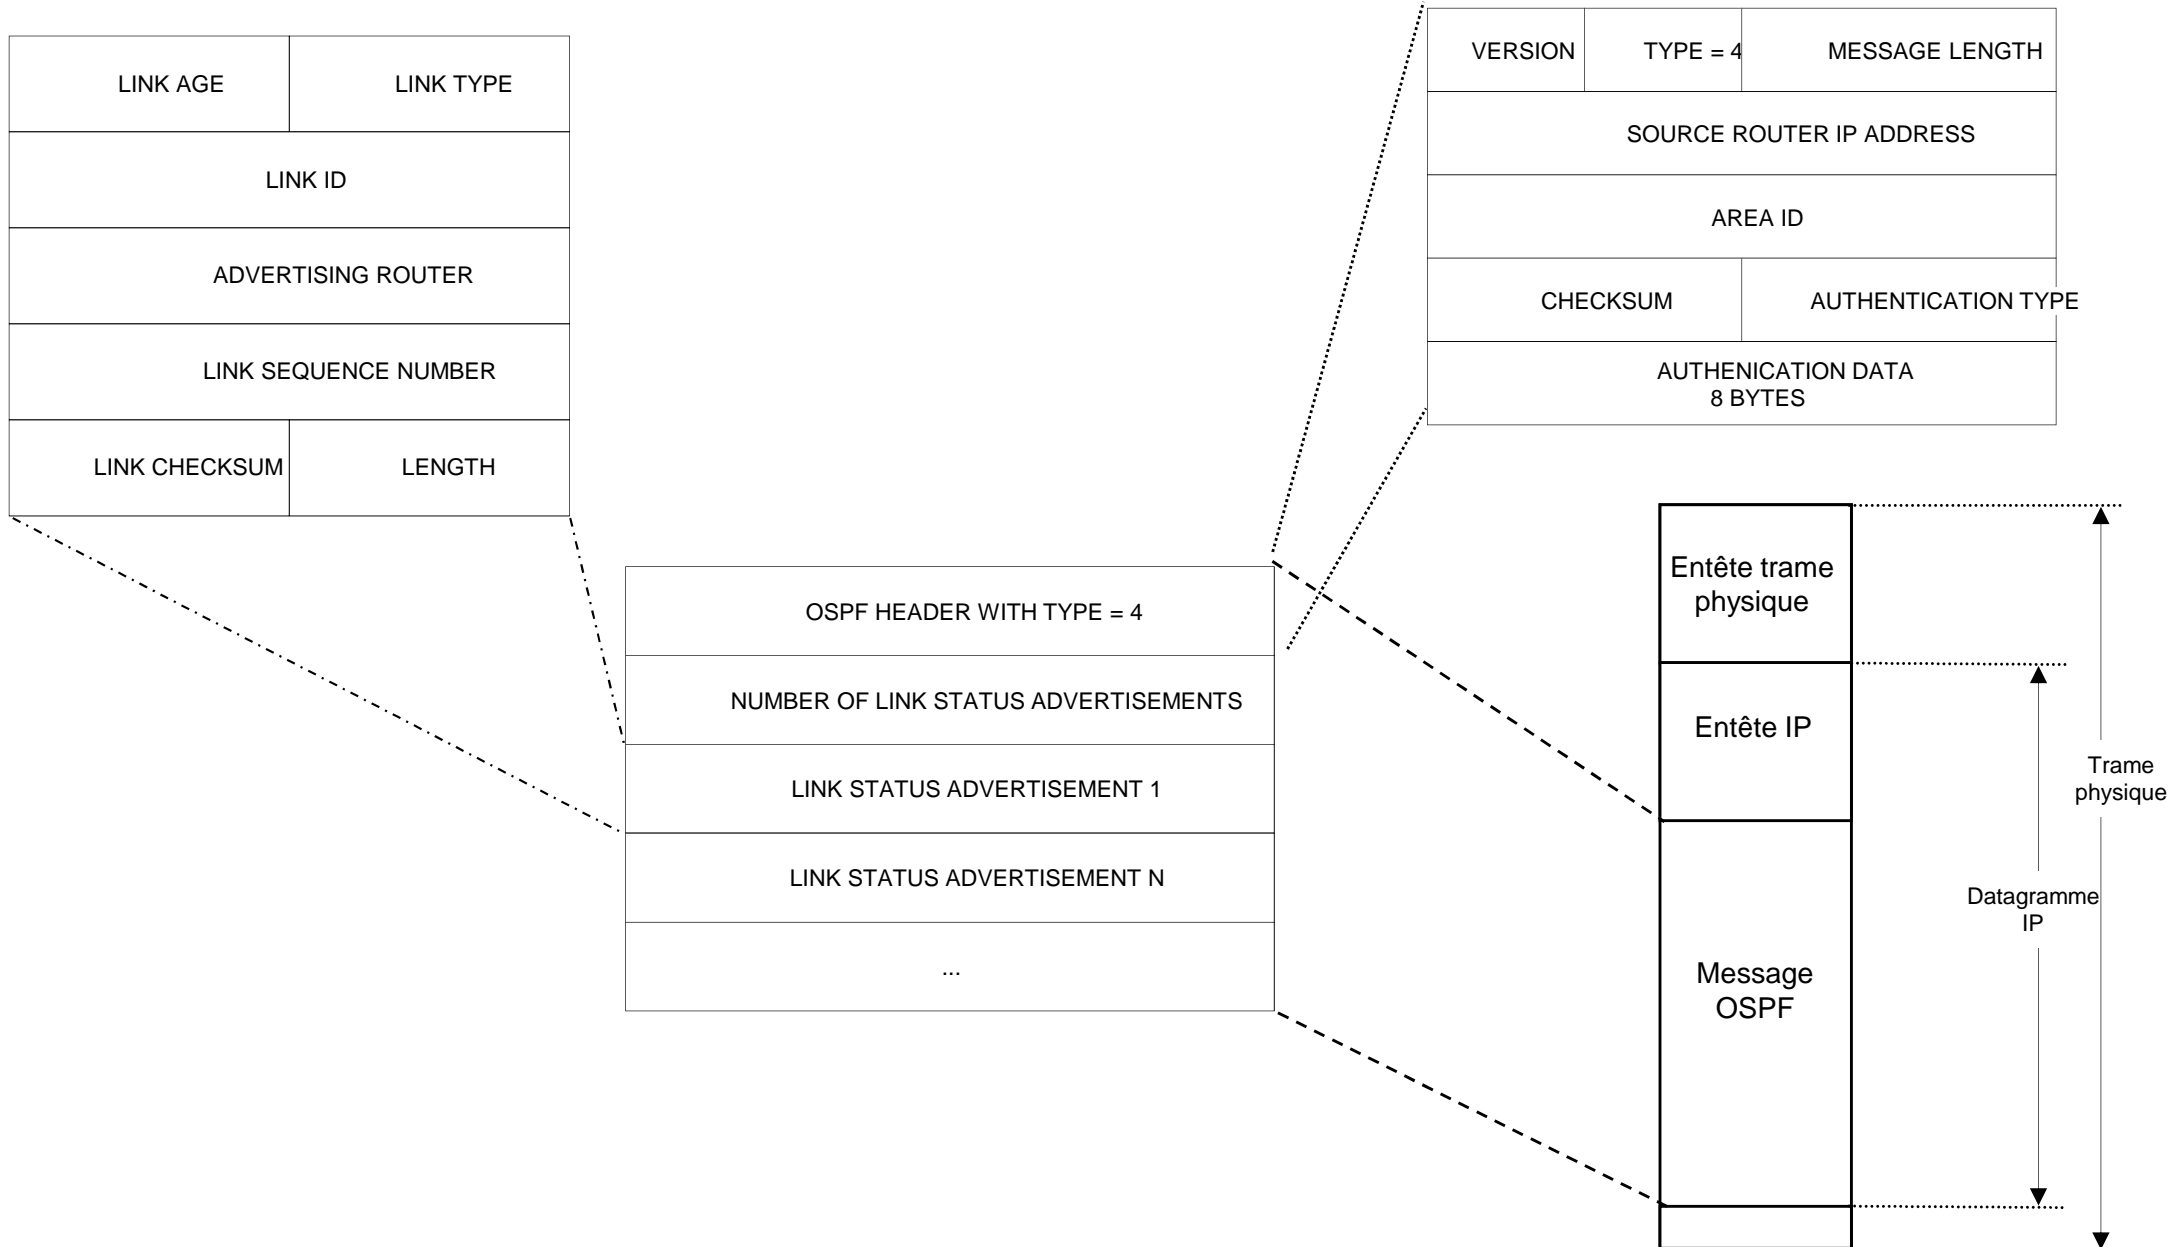 LINK AGE
LINK TYPE
LINK ID
ADVERTISING ROUTER
LINK SEQUENCE NUMBER
LINK CHECKSUM
LENGTH
OSPF HEADER WITH TYPE = 4
NUMBER OF LINK STATUS ADVERTISEMENTS
LINK STATUS ADVERTISEMENT 1
LINK STATUS ADVERTISEMENT N
...
VERSION
TYPE = 4
MESSAGE LENGTH
SOURCE ROUTER IP ADDRESS
AREA ID
CHECKSUM
AUTHENTICATION TYPE
AUTHENICATION DATA
8 BYTES
Entête trame
physique
Entête IP
Message
OSPF
Datagramme
IP
Trame
physique